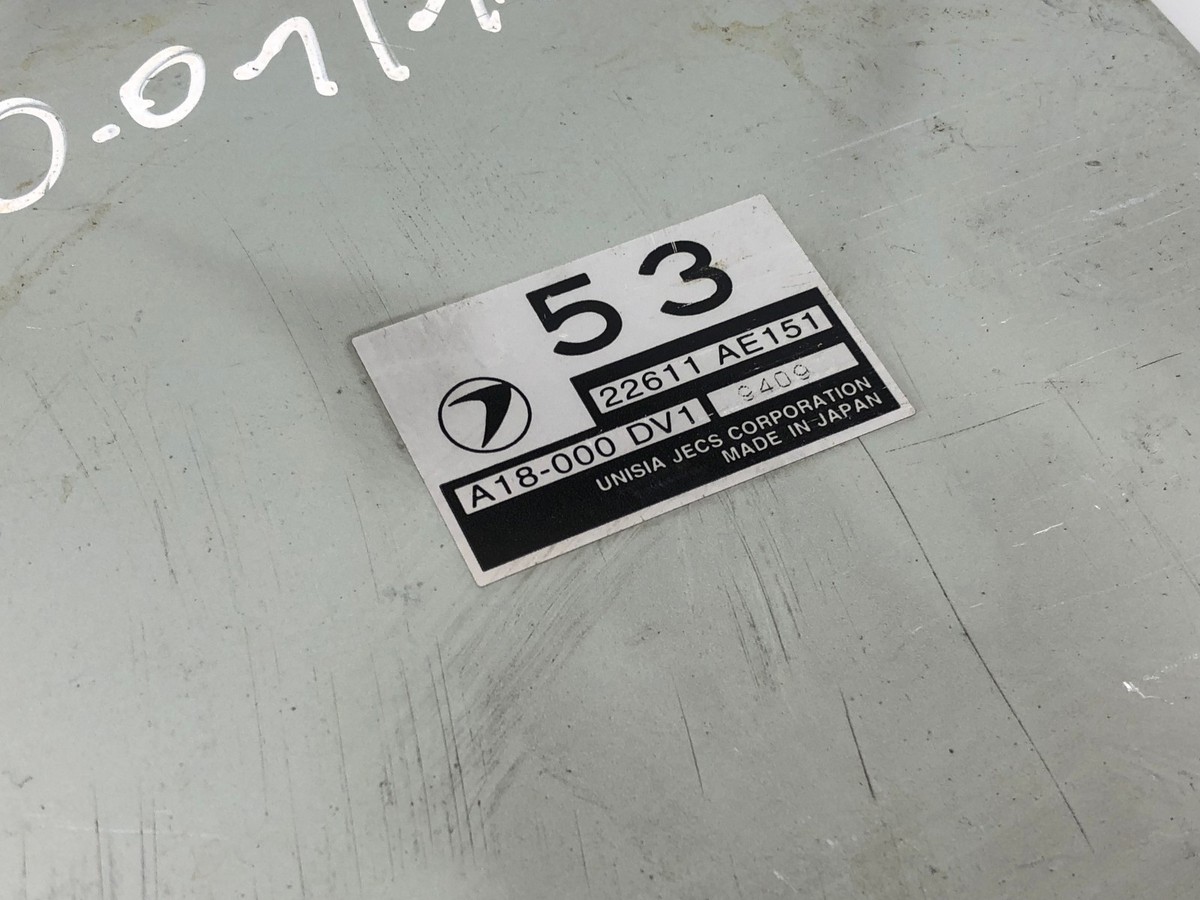 53
22611 AE151
A18-000 DV1
9409
UNISIA JECS CORPORATION
MADE IN JAPAN